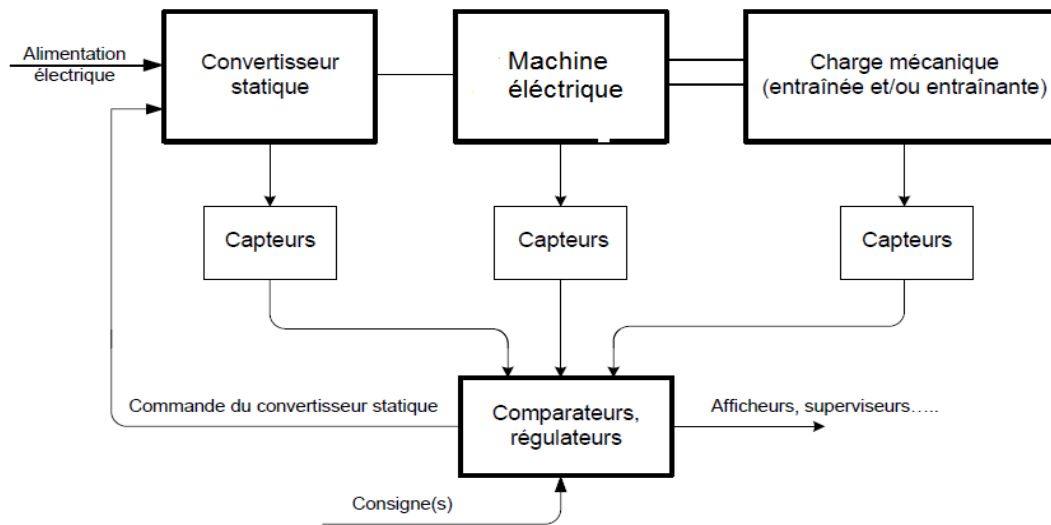 Alimentation
électrique
Convertisseur
statique
Machine
éléctrique
Charge mécanique
(entraînée et/ou entraînante)
Capteurs
Capteurs
Capteurs
Commande du convertisseur statique
Comparateurs,
régulateurs
Afficheurs, superviseurs.....
Consigne(s)